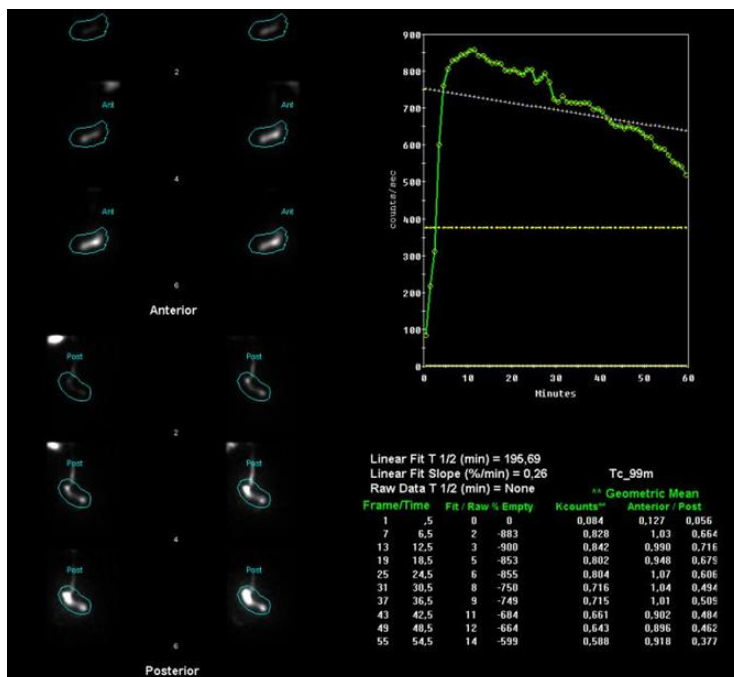 2
Ant
Ant
4
Ant
Ant
6
Anterior
Post
Post
2
Post
Post
4
Post
Post
6
Posterior
900
800
700
600
500
400
300
200
100
0
counts/sec
0 10 20 30 40 50 60
Minutes
Linear Fit T 1/2 (min) = 195,69
Linear Fit Slope (%/min) = 0,26 Tc_99m
Raw Data T 1/2 (min) = None
** Geometric Mean
Frame/Time Fit / Raw % Empty Kcounts** Anterior / Post
1 ,5 0 0 0,084 0,127 0,056
7 6,5 2 -883 0,828 1,03 0,664
13 12,5 3 -900 0,842 0,990 0,716
19 18,5 5 -853 0,802 0,948 0,679
25 24,5 6 -855 0,804 1,07 0,606
31 30,5 8 -750 0,716 1,04 0,494
37 36,5 9 -749 0,715 1,01 0,509
43 42,5 11 -684 0,661 0,902 0,484
49 48,5 12 -664 0,643 0,896 0,462
55 54,5 14 -599 0,588 0,918 0,377